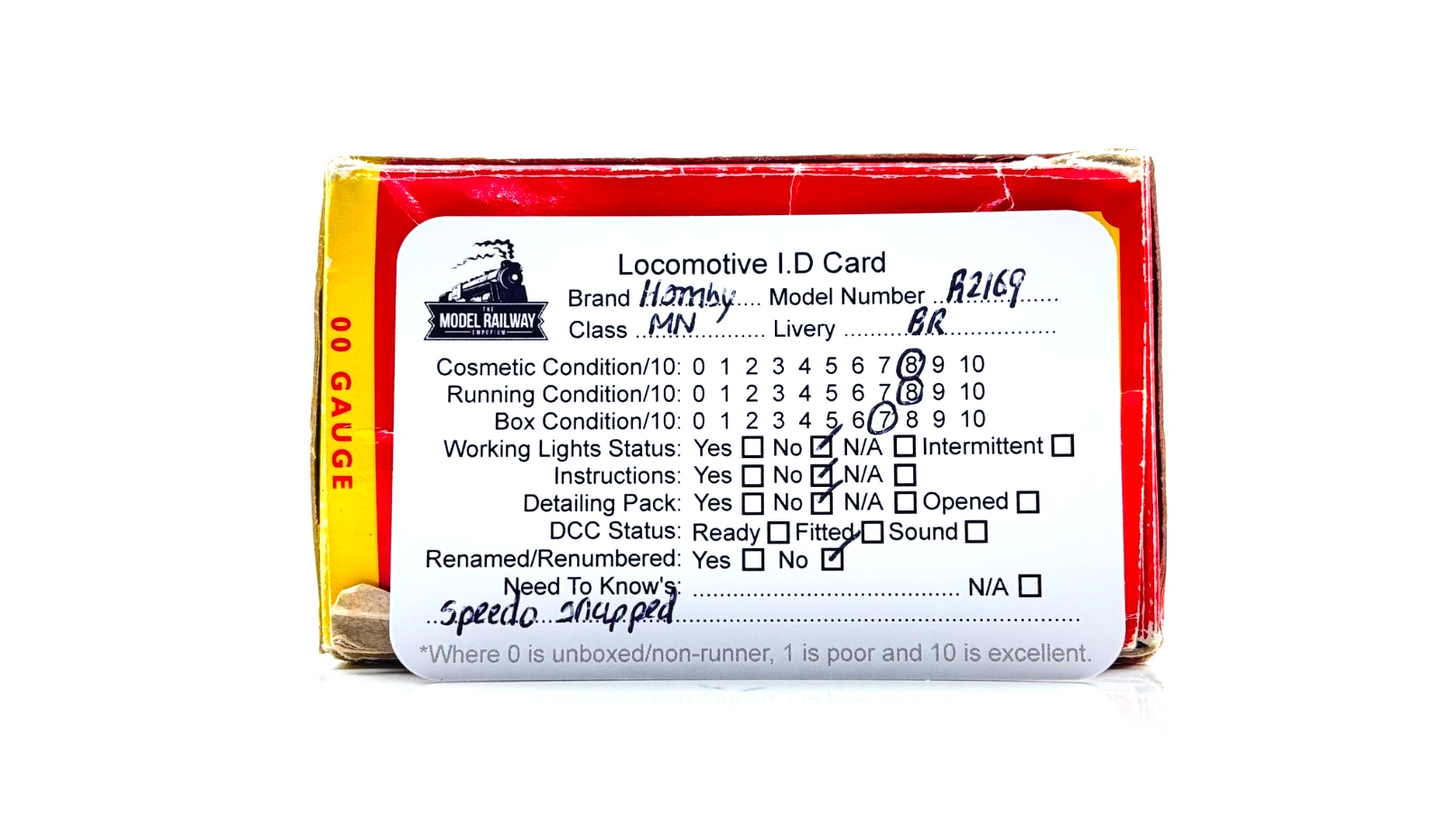 OO GAUGE
THE
MODEL RAILWAY
EMPORIUM
Locomotive I.D Card
Brand Hornby Model Number R2169
Class MN Livery BR
Cosmetic Condition/10: 0 1 2 3 4 5 6 7 8 9 10
Running Condition/10: 0 1 2 3 4 5 6 7 8 9 10
Box Condition/10: 0 1 2 3 4 5 6 7 8 9 10
Working Lights Status: Yes ☐ No ☑ N/A ☐ Intermittent ☐
Instructions: Yes ☐ No ☑ N/A ☐
Detailing Pack: Yes ☐ No ☑ N/A ☐ Opened ☐
DCC Status: Ready ☐ Fitted ☐ Sound ☐
Renamed/Renumbered: Yes ☐ No ☑
Need To Know's: N/A ☐
Speedo snapped
*Where 0 is unboxed/non-runner, 1 is poor and 10 is excellent.